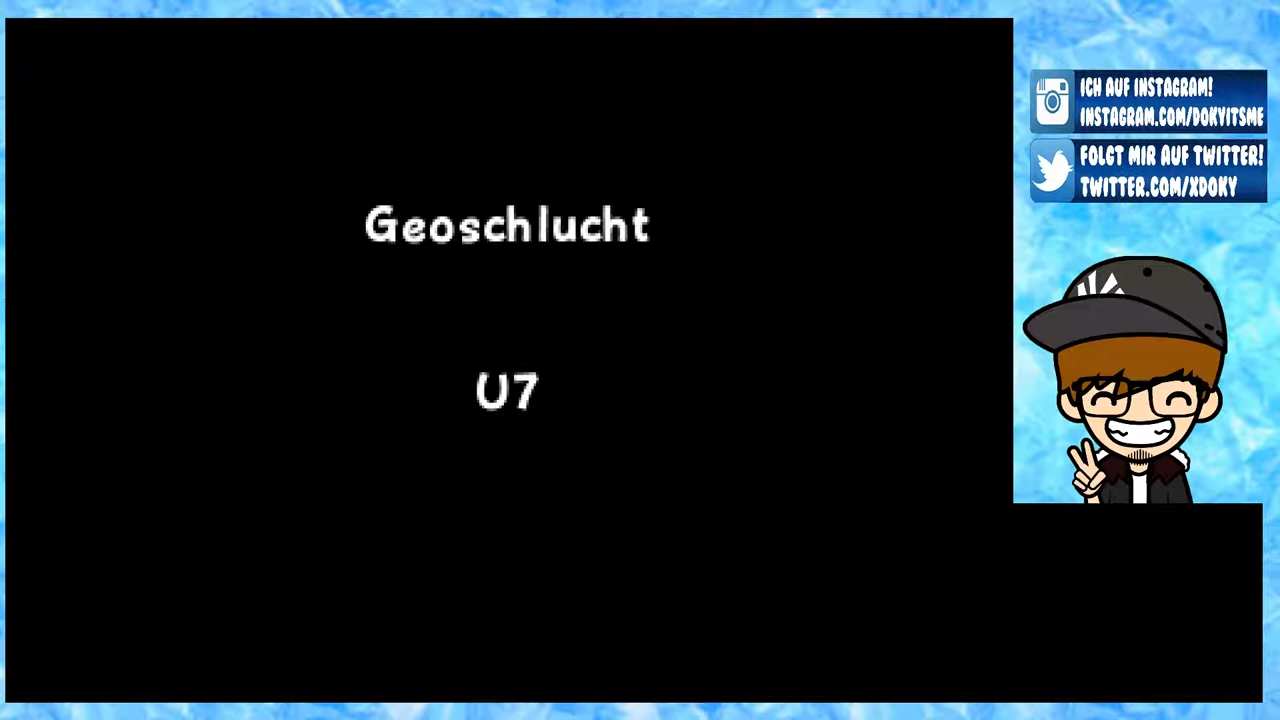 Geoschlucht
U7
ICH AUF INSTAGRAM!
INSTAGRAM.COM/DOKYITSME
FOLGT MIR AUF TWITTER!
TWITTER.COM/XDOKY